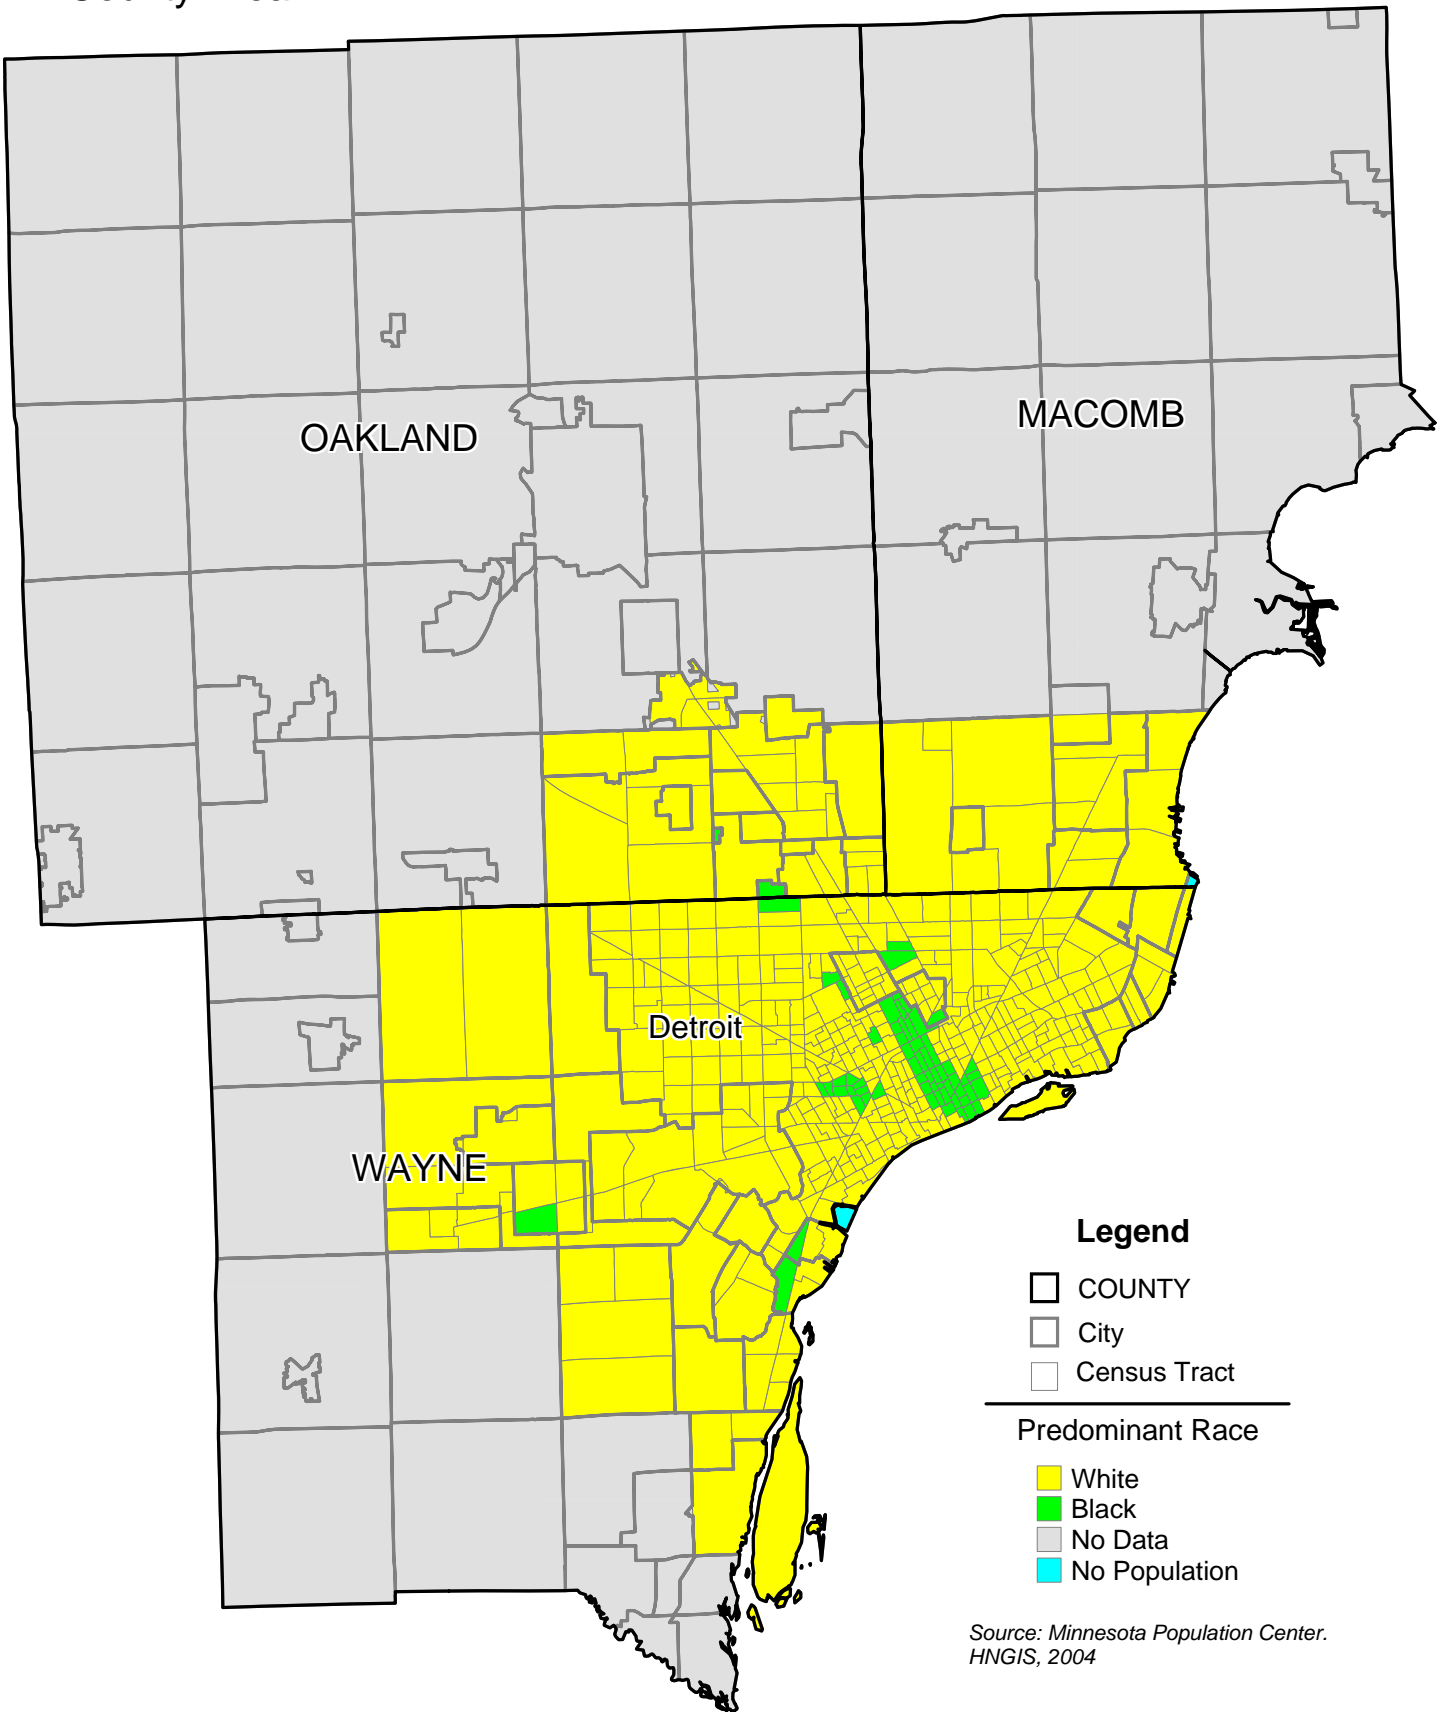 OAKLAND
MACOMB
Detroit
WAYNE
Legend
COUNTY
City
Census Tract
Predominant Race
White
Black
No Data
No Population
Source: Minnesota Population Center.
HNGIS, 2004